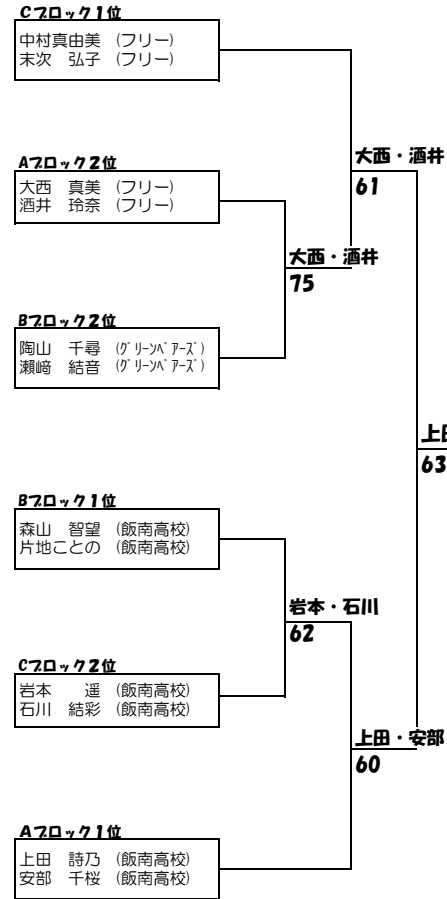 Cブロック1位
中村真由美 (フリー)
末次　弘子 (フリー)
大西・酒井
61
Aブロック2位
大西　真美 (フリー)
酒井　玲奈 (フリー)
大西・酒井
75
Bブロック2位
陶山　千尋 (ｸﾞﾘｰﾝﾍﾞｱｰｽﾞ)
瀬﨑　結音 (ｸﾞﾘｰﾝﾍﾞｱｰｽﾞ)
上田
63
Bブロック1位
森山　智望 (飯南高校)
片地ことの (飯南高校)
岩本・石川
62
Cブロック2位
岩本　　遥 (飯南高校)
石川　結彩 (飯南高校)
上田・安部
60
Aブロック1位
上田　詩乃 (飯南高校)
安部　千桜 (飯南高校)